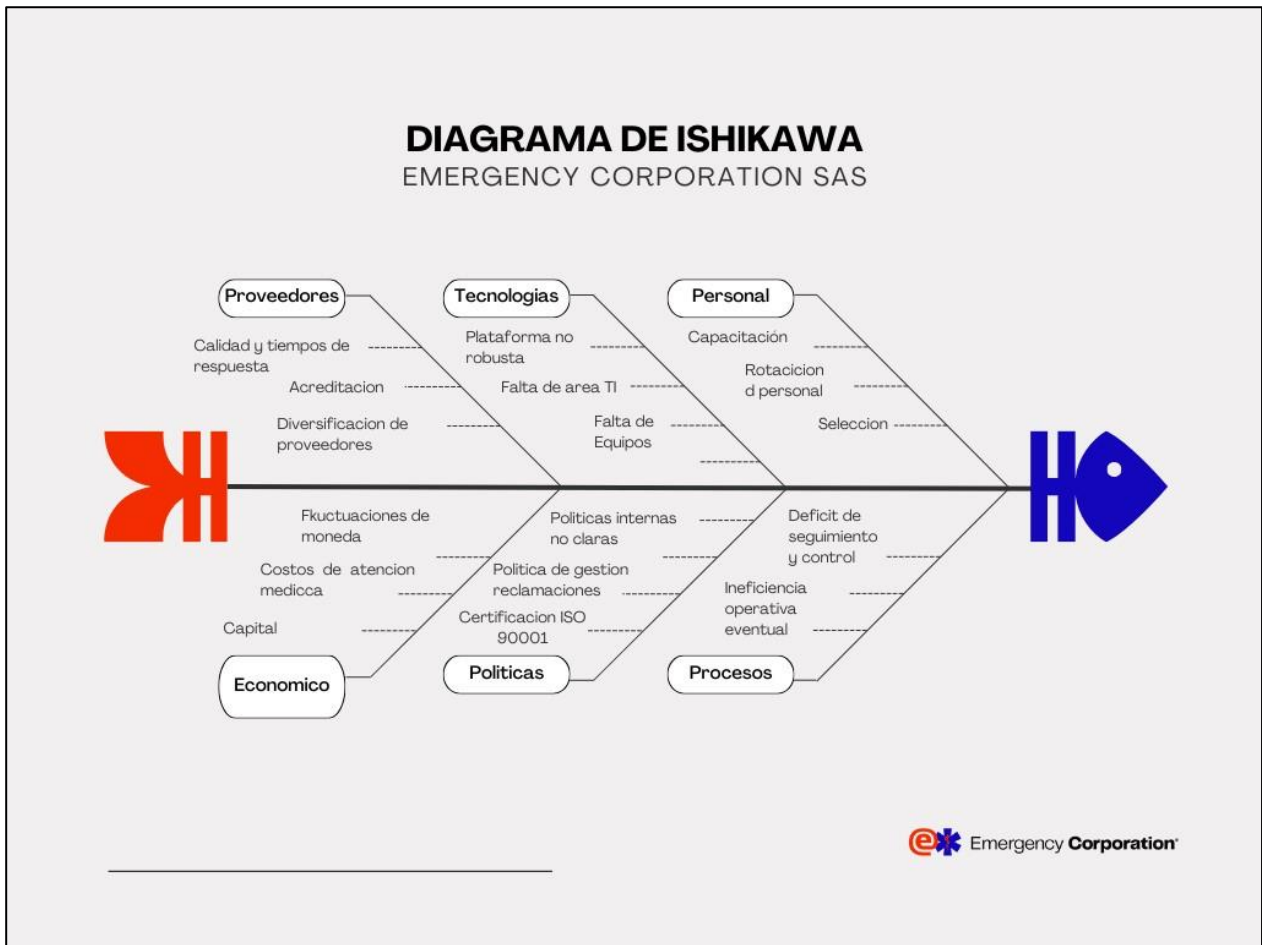 DIAGRAMA DE ISHIKAWA
EMERGENCY CORPORATION SAS
Proveedores
Tecnologias
Personal
Calidad y tiempos de
respuesta
Acreditacion
Diversificacion de
proveedores
Plataforma no
robusta
Falta de area TI
Falta de
Equipos
Capacitación
Rotacicion
d personal
Seleccion
Fkuctuaciones de
moneda
Costos de atencion
medicca
Capital
Politicas internas
no claras
Politica de gestion
reclamaciones
Certificacion ISO
90001
Deficit de
seguimiento
y control
Ineficiencia
operativa
eventual
Economico
Politicas
Procesos
Emergency Corporation